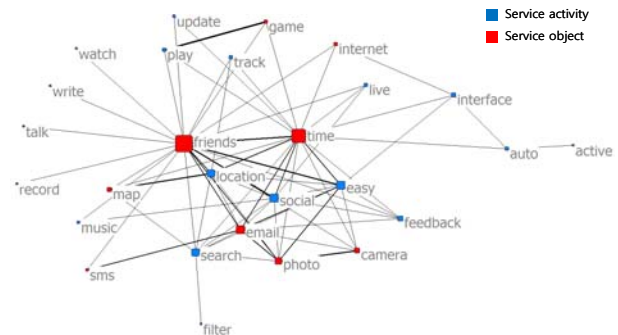 Service activity
Service object
update
game
watch
play
track
internet
live
write
interface
talk
friends
time
auto
active
record
map
location
social
easy
music
email
feedback
search
photo
camera
sms
filter